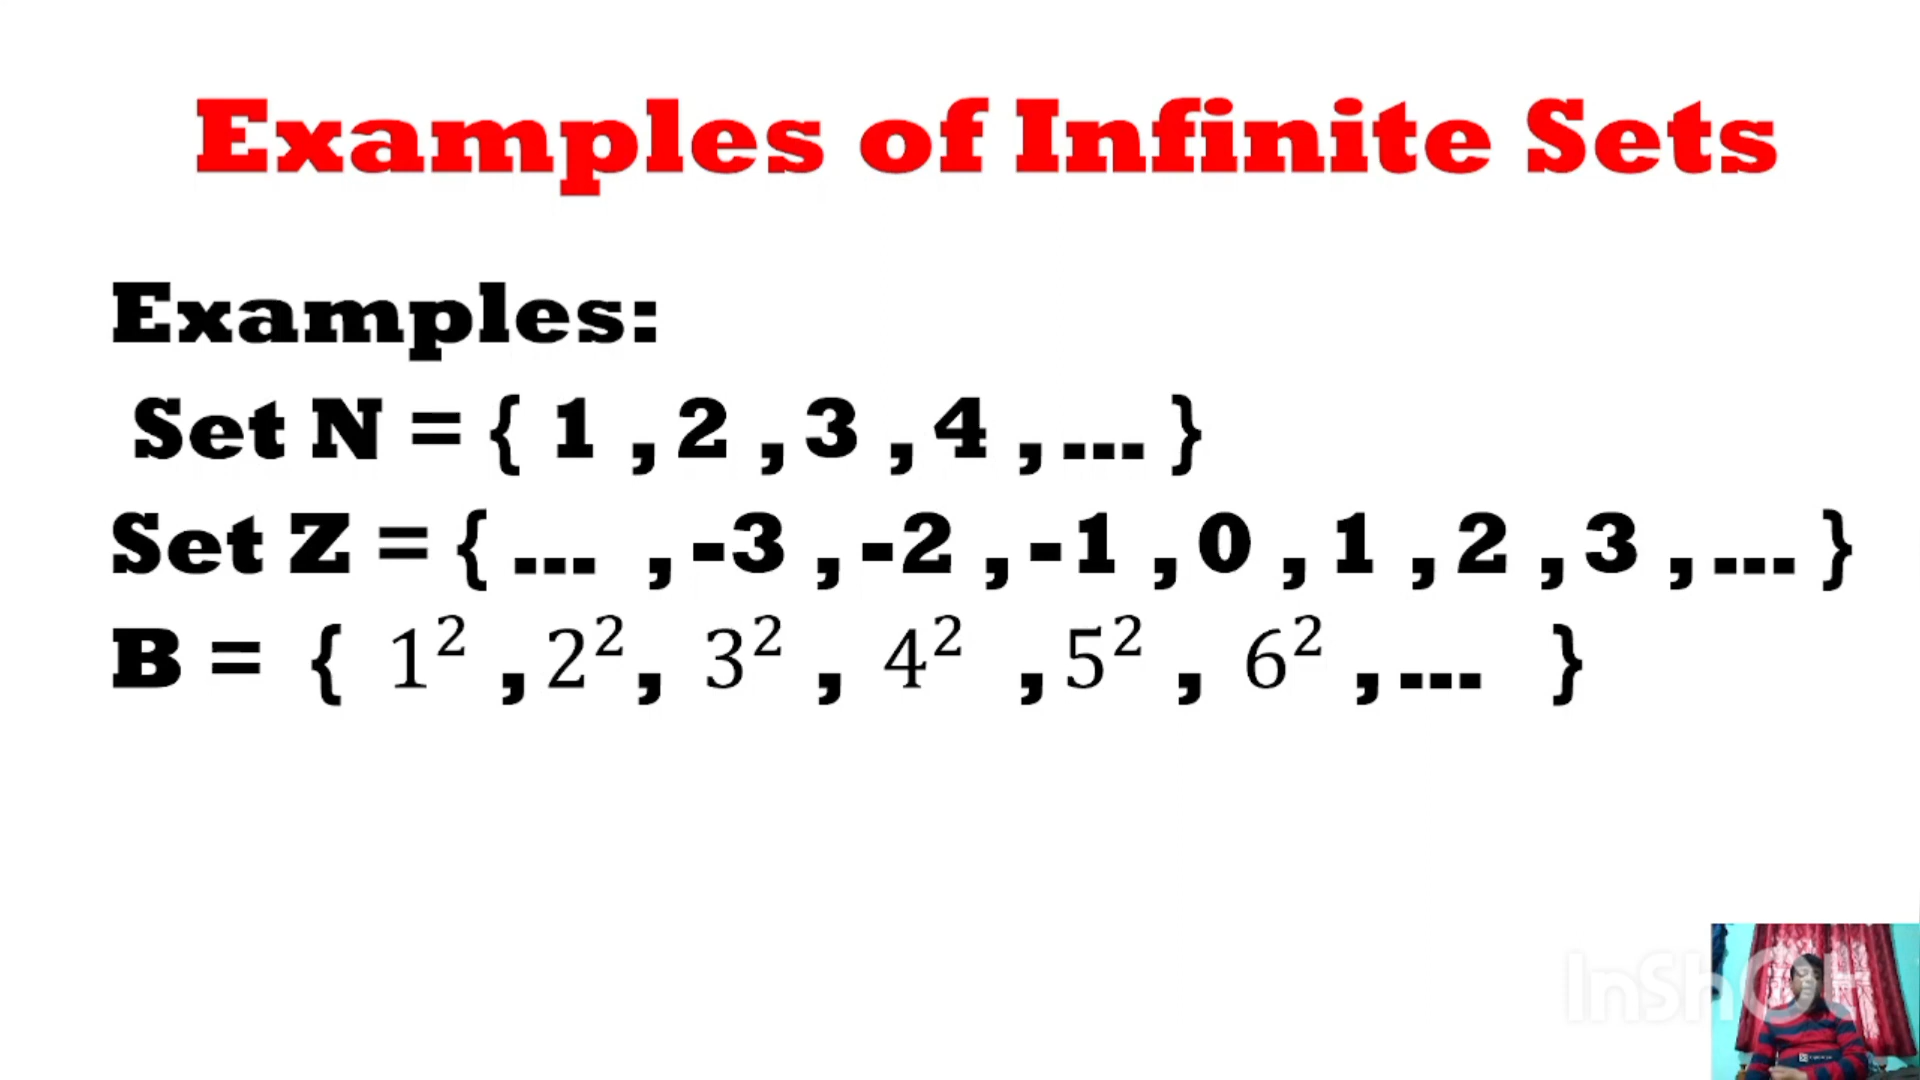 Examples of Infinite Sets
Examples:
Set N = { 1 , 2 , 3 , 4 , ... }
Set Z = { ... , -3 , -2 , -1 , 0 , 1 , 2 , 3 , ... }
B = { 1² , 2² , 3² , 4² , 5² , 6² , ... }
InShOt